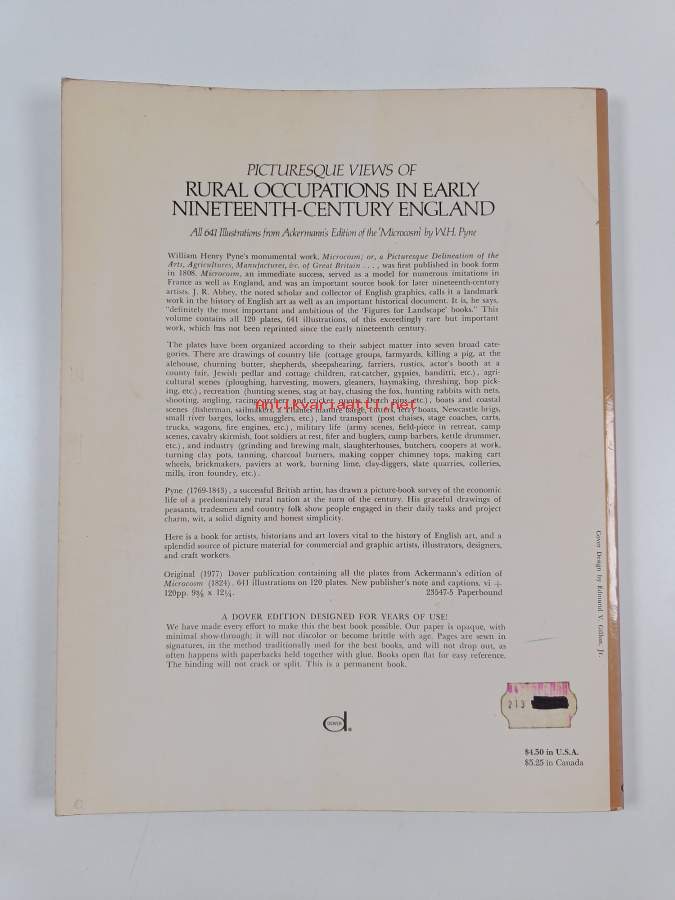 PICTURESQUE VIEWS OF
RURAL OCCUPATIONS IN EARLY
NINETEENTH-CENTURY ENGLAND
All 641 Illustrations from Ackermann's Edition of the 'Microcosm' by W.H. Pyne
William Henry Pyne's monumental work, Microcosm; or, a Picturesque Delineation of the
Arts, Agricultures, Manufactures, &c. of Great Britain . . . , was first published in book form
in 1808. Microcosm, an immediate success, served as a model for numerous imitations in
France as well as England, and was an important source book for later nineteenth-century
artists. J. R. Abbey, the noted scholar and collector of English graphics, calls it a landmark
work in the history of English art as well as an important historical document. It is, he says,
"definitely the most important and ambitious of the 'Figures for Landscape' books." This
volume contains all 120 plates, 641 illustrations, of this exceedingly rare but important
work, which has not been reprinted since the early nineteenth century.
The plates have been organized according to their subject matter into seven broad cate-
gories. There are drawings of country life (cottage groups, farmyards, killing a pig, at the
alehouse, churning butter, shepherds, sheepshearing, farriers, rustics, actor's booth at a
county fair, Jewish pedlar and cottage children, rat-catcher, gypsies, banditti, etc.), agri-
cultural scenes (ploughing, harvesting, mowers, gleaners, haymaking, threshing, hop pick-
ing, etc.), recreation (hunting scenes, stag at bay, chasing the fox, hunting rabbits with nets,
shooting, angling, racing, archery and cricket, quoits, Dutch pins, etc.), boats and coastal
antikvariaatti.net
scenes (fisherman, sailmakers, a Thames pleasure barge, ferry boats, Newcastle brigs,
small river barges, locks, smugglers, etc.), land transport (post chaises, stage coaches, carts,
trucks, wagons, fire engines, etc.), military life (army scenes, field-piece in retreat, camp
scenes, cavalry skirmish, foot soldiers at rest, fifer and buglers, camp barbers, kettle drummer,
etc.), and industry (grinding and brewing malt, slaughterhouses, butchers, coopers at work,
turning clay pots, tanning, charcoal burners, making copper chimney tops, making cart
wheels, brickmakers, paviers at work, burning lime, clay-diggers, slate quarries, colleries,
mills, iron foundry, etc.).
Pyne (1769-1843), a successful British artist, has drawn a picture-book survey of the economic
life of a predominately rural nation at the turn of the century. His graceful drawings of
peasants, tradesmen and country folk show people engaged in their daily tasks and project
charm, wit, a solid dignity and honest simplicity.
Here is a book for artists, historians and art lovers vital to the history of English art, and a
splendid source of picture material for commercial and graphic artists, illustrators, designers,
and craft workers.
Original (1977) Dover publication containing all the plates from Ackermann's edition of
Microcosm (1824). 641 illustrations on 120 plates. New publisher's note and captions. vi +
120pp. 9⅜ x 12¼. 23547-5 Paperbound
A DOVER EDITION DESIGNED FOR YEARS OF USE!
We have made every effort to make this the best book possible. Our paper is opaque, with
minimal show-through; it will not discolor or become brittle with age. Pages are sewn in
signatures, in the method traditionally used for the best books, and will not drop out, as
often happens with paperbacks held together with glue. Books open flat for easy reference.
The binding will not crack or split. This is a permanent book.
DOVER
213
$4.50 in U.S.A.
$5.25 in Canada
Cover Design by Edmund V. Gillon, Jr.